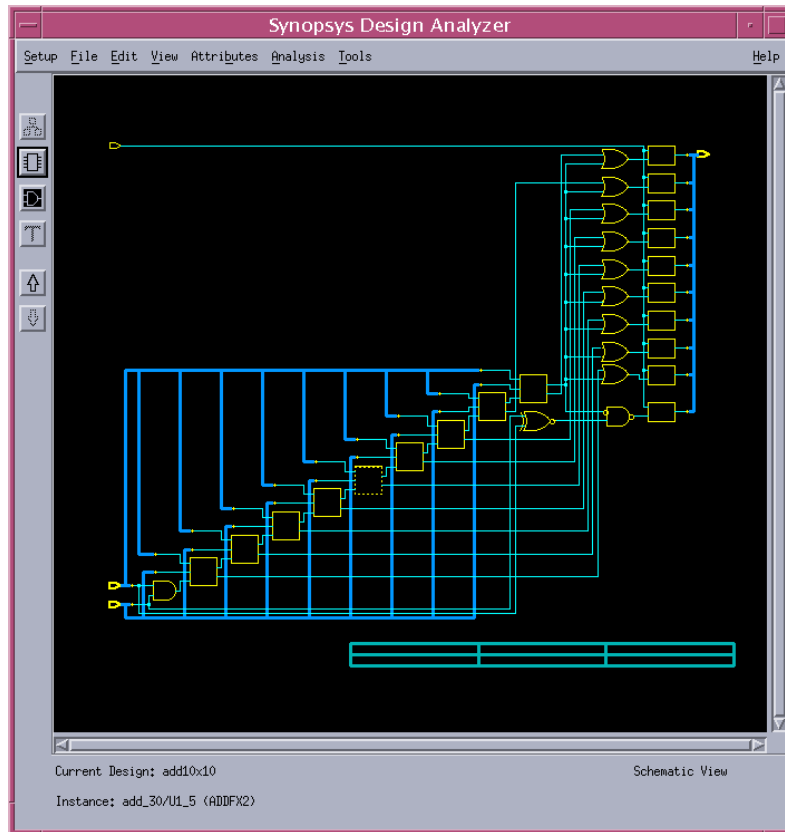 Synopsys Design Analyzer
Setup File Edit View Attributes Analysis Tools Help
Current Design: add10x10 Schematic View
Instance: add_30/U1_5 (ADDFX2)